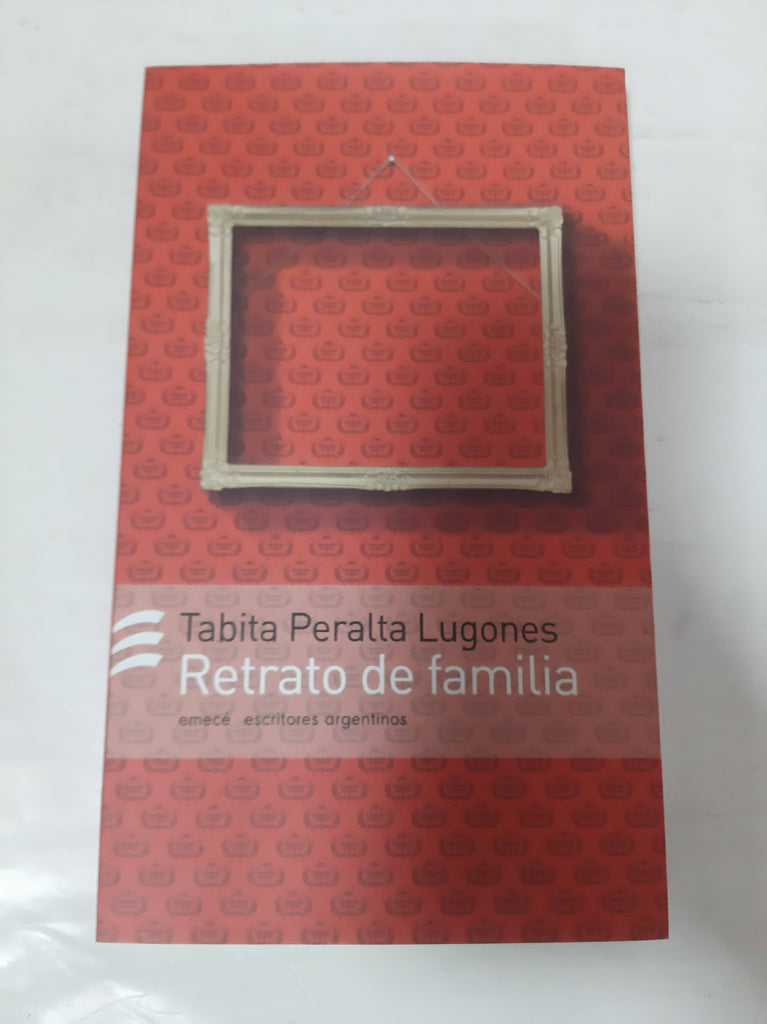 Tabita Peralta Lugones
Retrato de familia
emecé escritores argentinos